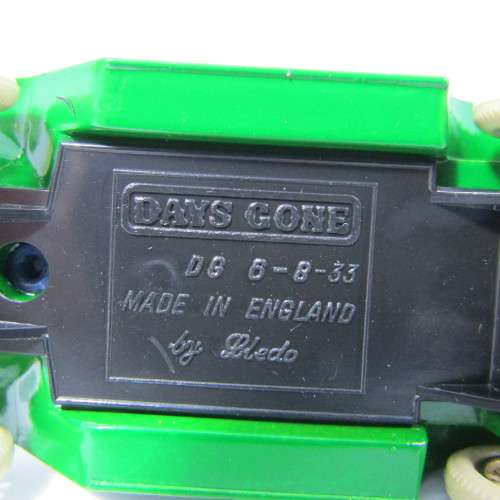 DAYS GONE
DG 6-8-33
MADE IN ENGLAND
by Lledo